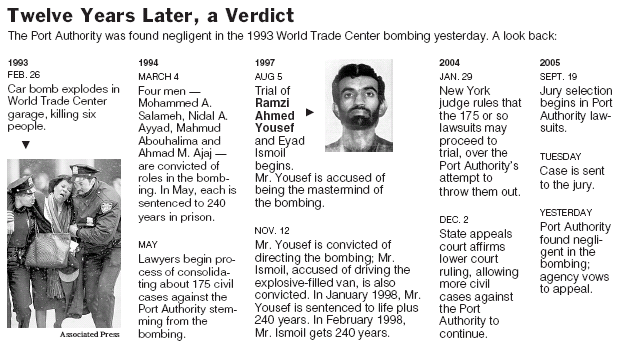 Twelve Years Later, a Verdict
The Port Authority was found negligent in the 1993 World Trade Center bombing yesterday. A look back:
1993
FEB. 26
Car bomb explodes in
World Trade Center
garage, killing six
people.
Associated Press
1994
MARCH 4
Four men —
Mohammed A.
Salameh, Nidal A.
Ayyad, Mahmud
Abouhalima and
Ahmad M. Ajaj —
are convicted of
roles in the bomb-
ing. In May, each is
sentenced to 240
years in prison.
MAY
Lawyers begin pro-
cess of consolida-
ting about 175 civil
cases against the
Port Authority stem-
ming from the
bombing.
1997
AUG 5
Trial of
Ramzi
Ahmed
Yousef
and Eyad
Ismoil
begins.
Mr. Yousef is accused of
being the mastermind of
the bombing.
NOV. 12
Mr. Yousef is convicted of
directing the bombing; Mr.
Ismoil, accused of driving the
explosive-filled van, is also
convicted. In January 1998, Mr.
Yousef is sentenced to life plus
240 years. In February 1998,
Mr. Ismoil gets 240 years.
2004
JAN. 29
New York
judge rules that
the 175 or so
lawsuits may
proceed to
trial, over the
Port Authority's
attempt to
throw them out.
DEC. 2
State appeals
court affirms
lower court
ruling, allowing
more civil
cases against
the Port
Authority to
continue.
2005
SEPT. 19
Jury selection
begins in Port
Authority law-
suits.
TUESDAY
Case is sent
to the jury.
YESTERDAY
Port Authority
found negli-
gent in the
bombing;
agency vows
to appeal.